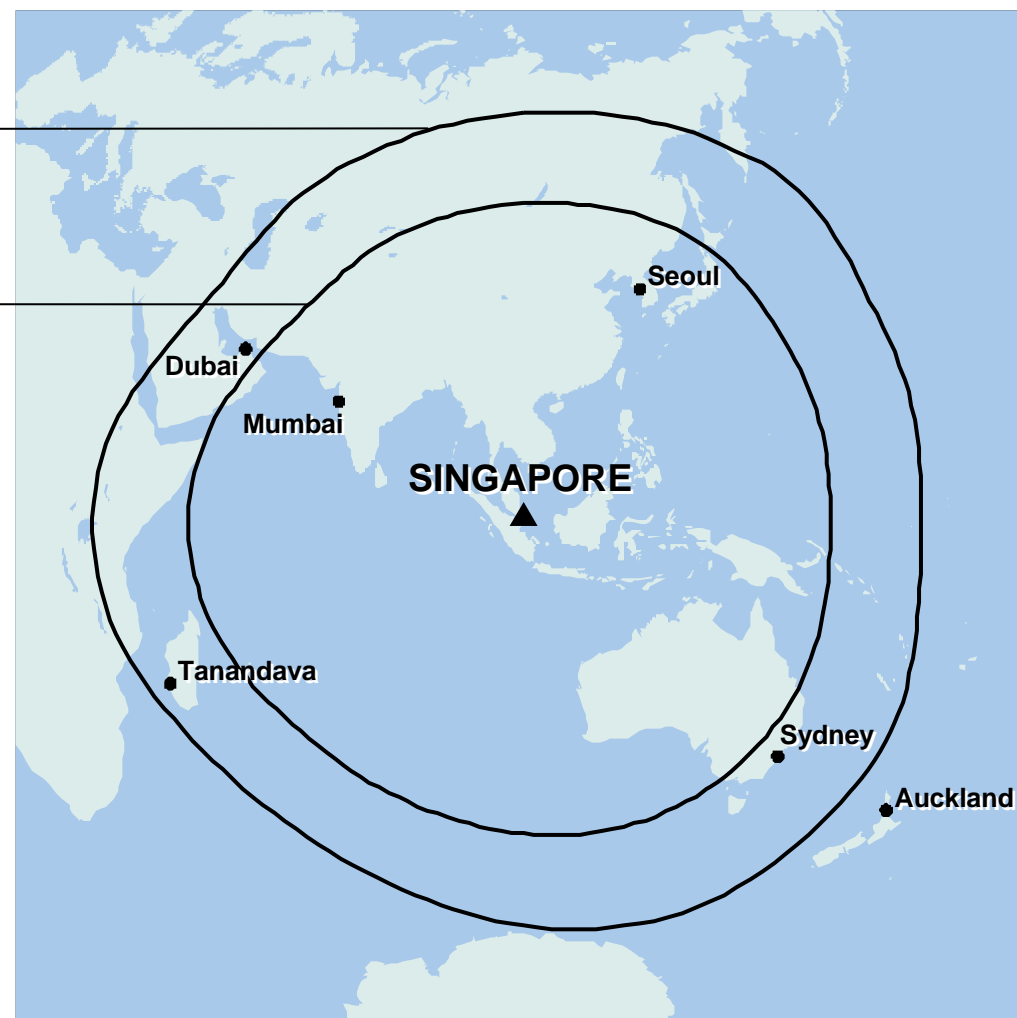 Seoul
Dubai
Mumbai
SINGAPORE
Tanandava
Sydney
Auckland